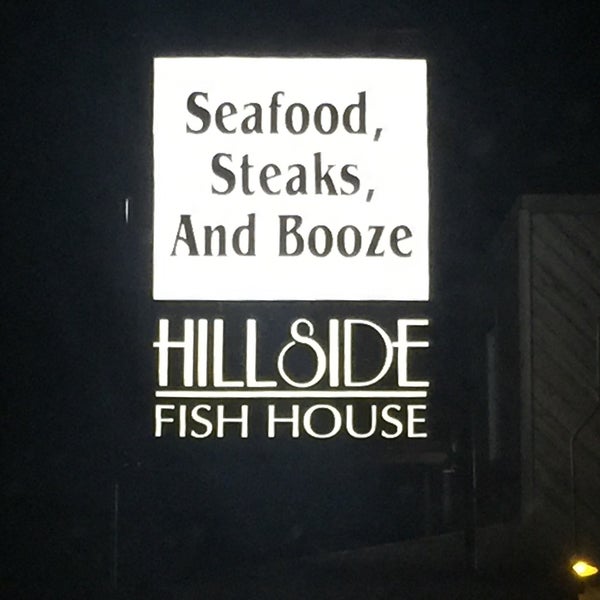 Seafood,
Steaks,
And Booze
HILLSIDE
FISH HOUSE